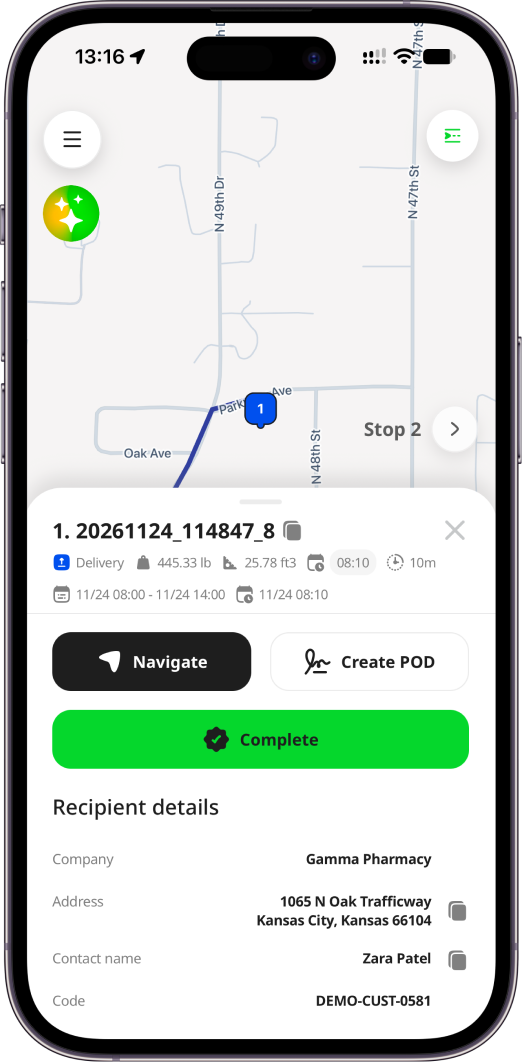 13:16
N 47th S
N 49th Dr
N 47th St
Ave
1
Oak Ave
N 48th St
Stop 2
1. 20261124_114847_8
Delivery 445.33 lb 25.78 ft3 08:10 10m
11/24 08:00 - 11/24 14:00 11/24 08:10
Navigate Create POD
Complete
Recipient details
Company Gamma Pharmacy
Address 1065 N Oak Trafficway
Kansas City, Kansas 66104
Contact name Zara Patel
Code DEMO-CUST-0581